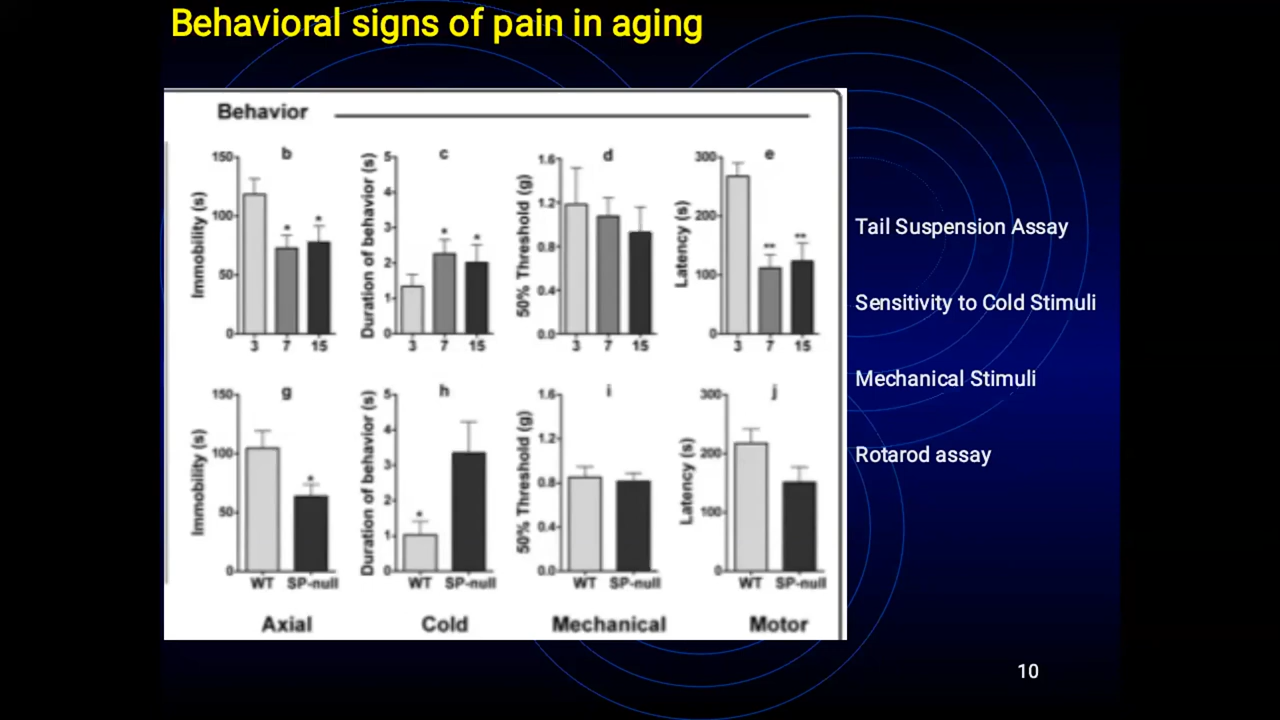 Behavioral signs of pain in aging
Behavior
b
c
d
e
150
100
50
0
Immobility (s)
*
*
3 7 15
5
4
3
2
1
0
Duration of behavior (s)
*
*
3 7 15
1.6
1.2
0.8
0.4
0.0
50% Threshold (g)
3 7 15
300
200
100
0
Latency (s)
**
**
3 7 15
g
h
i
j
150
100
50
0
Immobility (s)
*
WT SP-null
5
4
3
2
1
0
Duration of behavior (s)
*
WT SP-null
1.6
1.2
0.8
0.4
0.0
50% Threshold (g)
WT SP-null
300
200
100
0
Latency (s)
WT SP-null
Axial
Cold
Mechanical
Motor
Tail Suspension Assay
Sensitivity to Cold Stimuli
Mechanical Stimuli
Rotarod assay
10